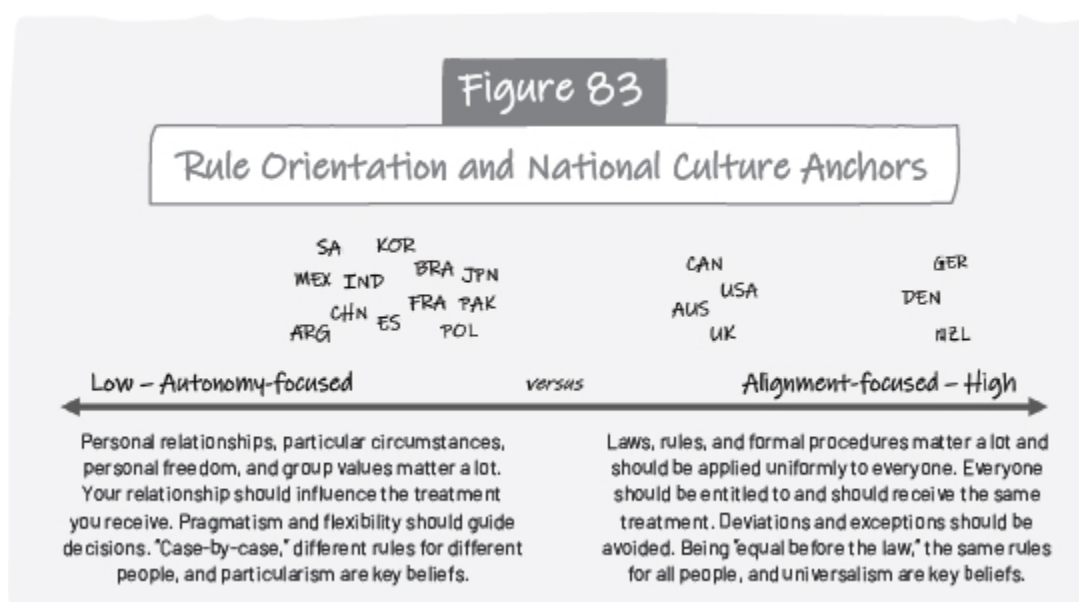 Figure 83
Rule Orientation and National Culture Anchors
SA KOR
MEX IND BRA JPN
CHN FRA PAK
ARG ES POL
CAN
USA
AUS
UK
GER
DEN
NZL
Low – Autonomy-focused versus Alignment-focused – High
Personal relationships, particular circumstances,
personal freedom, and group values matter a lot.
Your relationship should influence the treatment
you receive. Pragmatism and flexibility should guide
decisions. "Case-by-case," different rules for different
people, and particularism are key beliefs.
Laws, rules, and formal procedures matter a lot and
should be applied uniformly to everyone. Everyone
should be entitled to and should receive the same
treatment. Deviations and exceptions should be
avoided. Being "equal before the law," the same rules
for all people, and universalism are key beliefs.